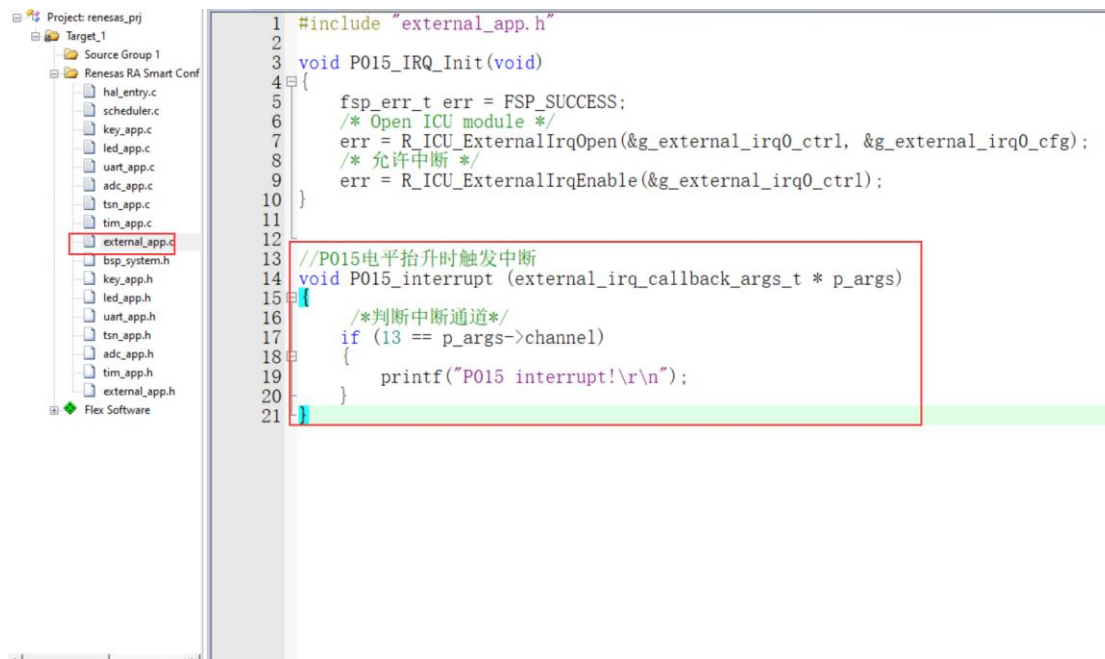 Project: renesas_prj
Target_1
Source Group 1
Renesas RA Smart Conf
hal_entry.c
scheduler.c
key_app.c
led_app.c
uart_app.c
adc_app.c
tsn_app.c
tim_app.c
external_app.c
bsp_system.h
key_app.h
led_app.h
uart_app.h
tsn_app.h
adc_app.h
tim_app.h
external_app.h
Flex Software
1 #include "external_app.h"
2
3 void P015_IRQ_Init(void)
4 {
5 fsp_err_t err = FSP_SUCCESS;
6 /* Open ICU module */
7 err = R_ICU_ExternalIrqOpen(&g_external_irq0_ctrl, &g_external_irq0_cfg);
8 /* 允许中断 */
9 err = R_ICU_ExternalIrqEnable(&g_external_irq0_ctrl);
10 }
11
12
13 //P015电平抬升时触发中断
14 void P015_interrupt (external_irq_callback_args_t * p_args)
15 {
16 /*判断中断通道*/
17 if (13 == p_args->channel)
18 {
19 printf("P015 interrupt!\r\n");
20 }
21 }